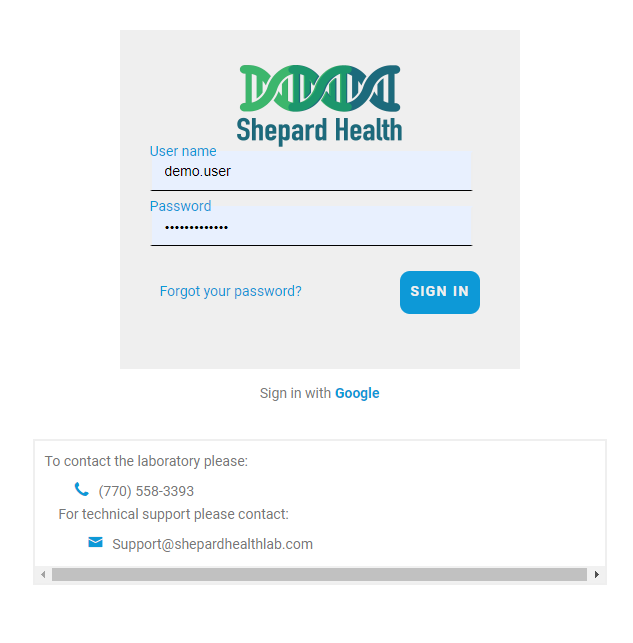 Shepard Health
User name
demo.user
Password
•••••••••••••
Forgot your password?
SIGN IN
Sign in with Google
To contact the laboratory please:
(770) 558-3393
For technical support please contact:
Support@shepardhealthlab.com